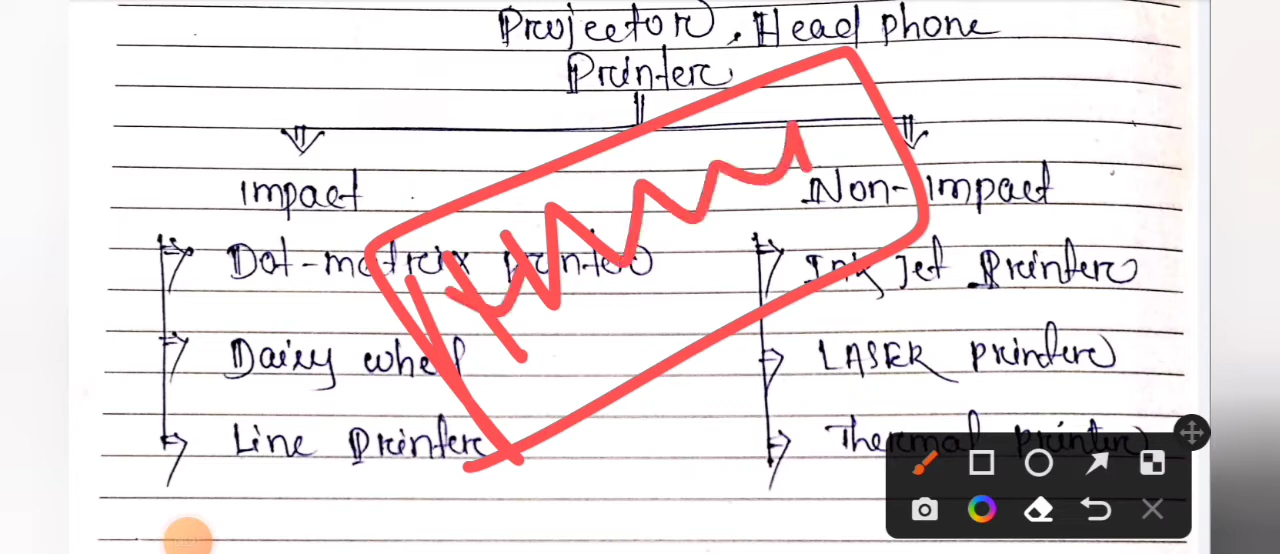 Projector, Head phone
Printer
Impact
Non-Impact
Dot-matrix printer
Ink Jet Printer
Daisy whel
LASER printer
Line Printer
Thermal printer